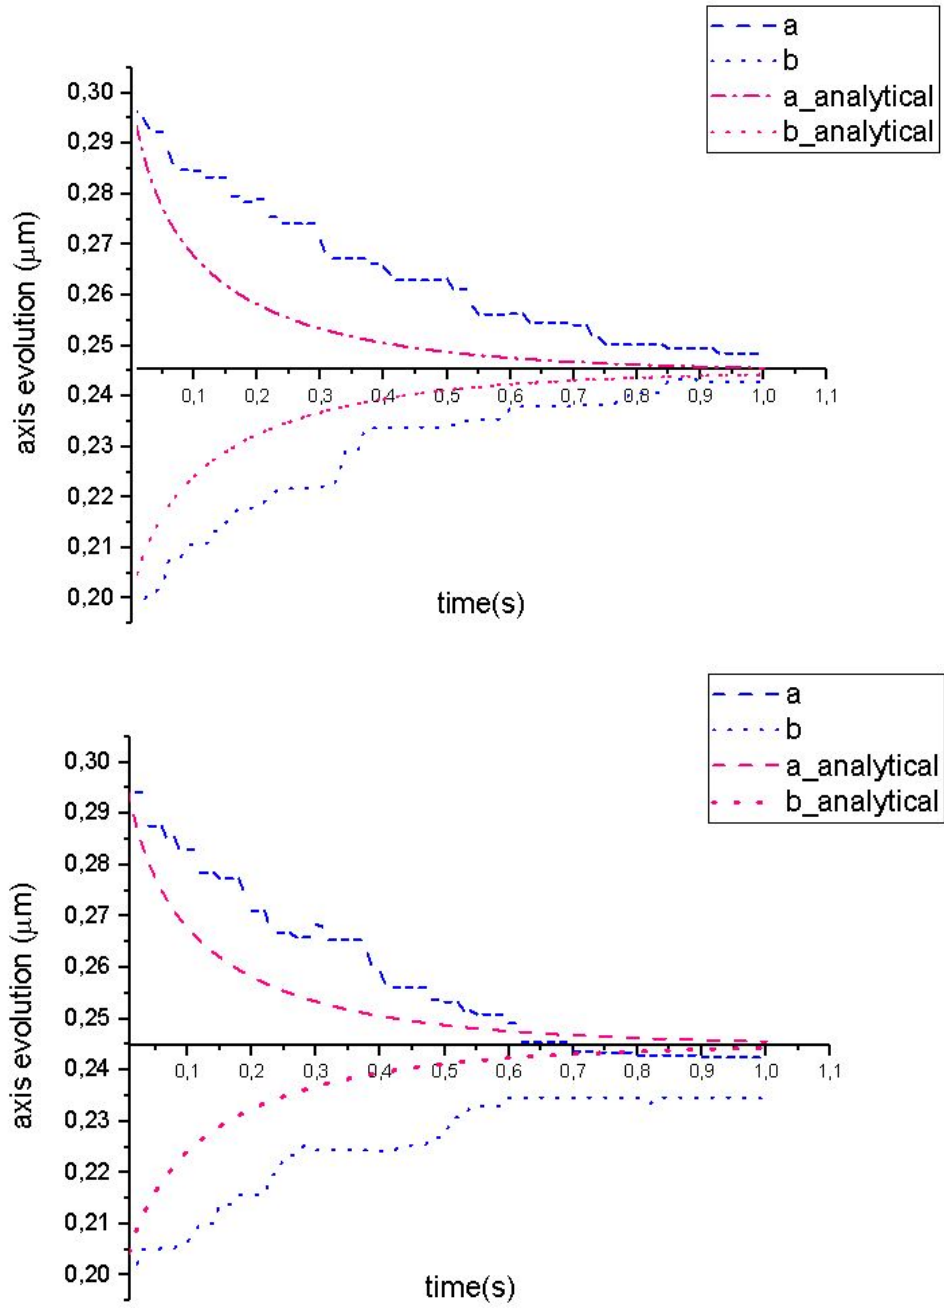 a
b
a_analytical
b_analytical
0,30
0,29
0,28
0,27
0,26
0,25
0,24
0,23
0,22
0,21
0,20
axis evolution (μm)
0,1 0,2 0,3 0,4 0,5 0,6 0,7 0,8 0,9 1,0 1,1
time(s)
a
b
a_analytical
b_analytical
0,30
0,29
0,28
0,27
0,26
0,25
0,24
0,23
0,22
0,21
0,20
axis evolution (μm)
0,1 0,2 0,3 0,4 0,5 0,6 0,7 0,8 0,9 1,0 1,1
time(s)